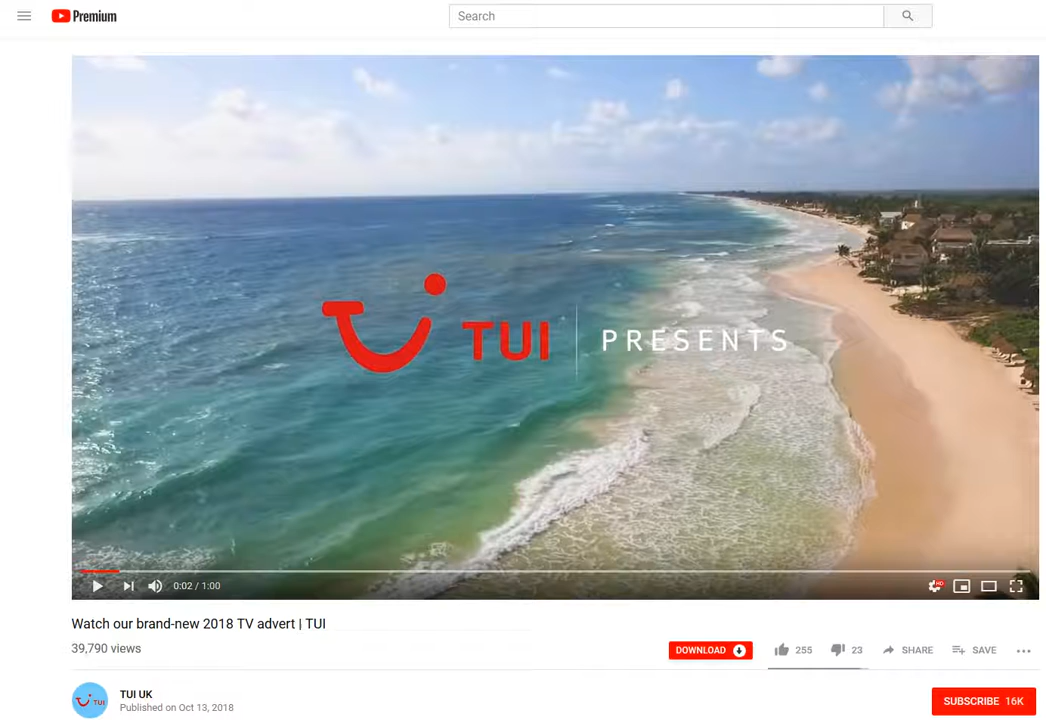 Premium
Search
TUI PRESENTS
0:02 / 1:00
HD
Watch our brand-new 2018 TV advert | TUI
39,790 views
DOWNLOAD
255
23
SHARE
SAVE
TUI
TUI UK
Published on Oct 13, 2018
SUBSCRIBE 16K